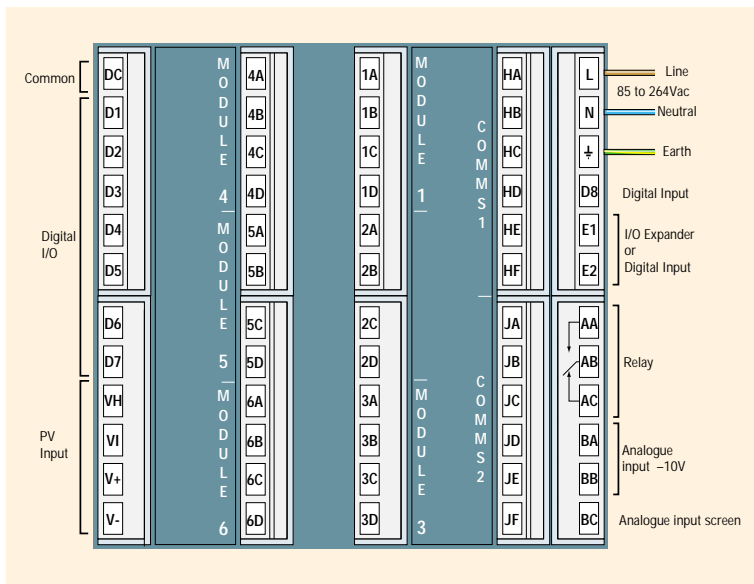 Common
Digital
I/O
PV
Input
DC
D1
D2
D3
D4
D5
D6
D7
VH
VI
V+
V-
MODULE 4
MODULE 5
MODULE 6
4A
4B
4C
4D
5A
5B
5C
5D
6A
6B
6C
6D
1A
1B
1C
1D
2A
2B
2C
2D
3A
3B
3C
3D
MODULE 1
MODULE 3
COMMS 1
COMMS 2
HA
HB
HC
HD
HE
HF
JA
JB
JC
JD
JE
JF
L
N
D8
E1
E2
AA
AB
AC
BA
BB
BC
Line
85 to 264Vac
Neutral
Earth
Digital Input
I/O Expander
or
Digital Input
Relay
Analogue
input –10V
Analogue input screen